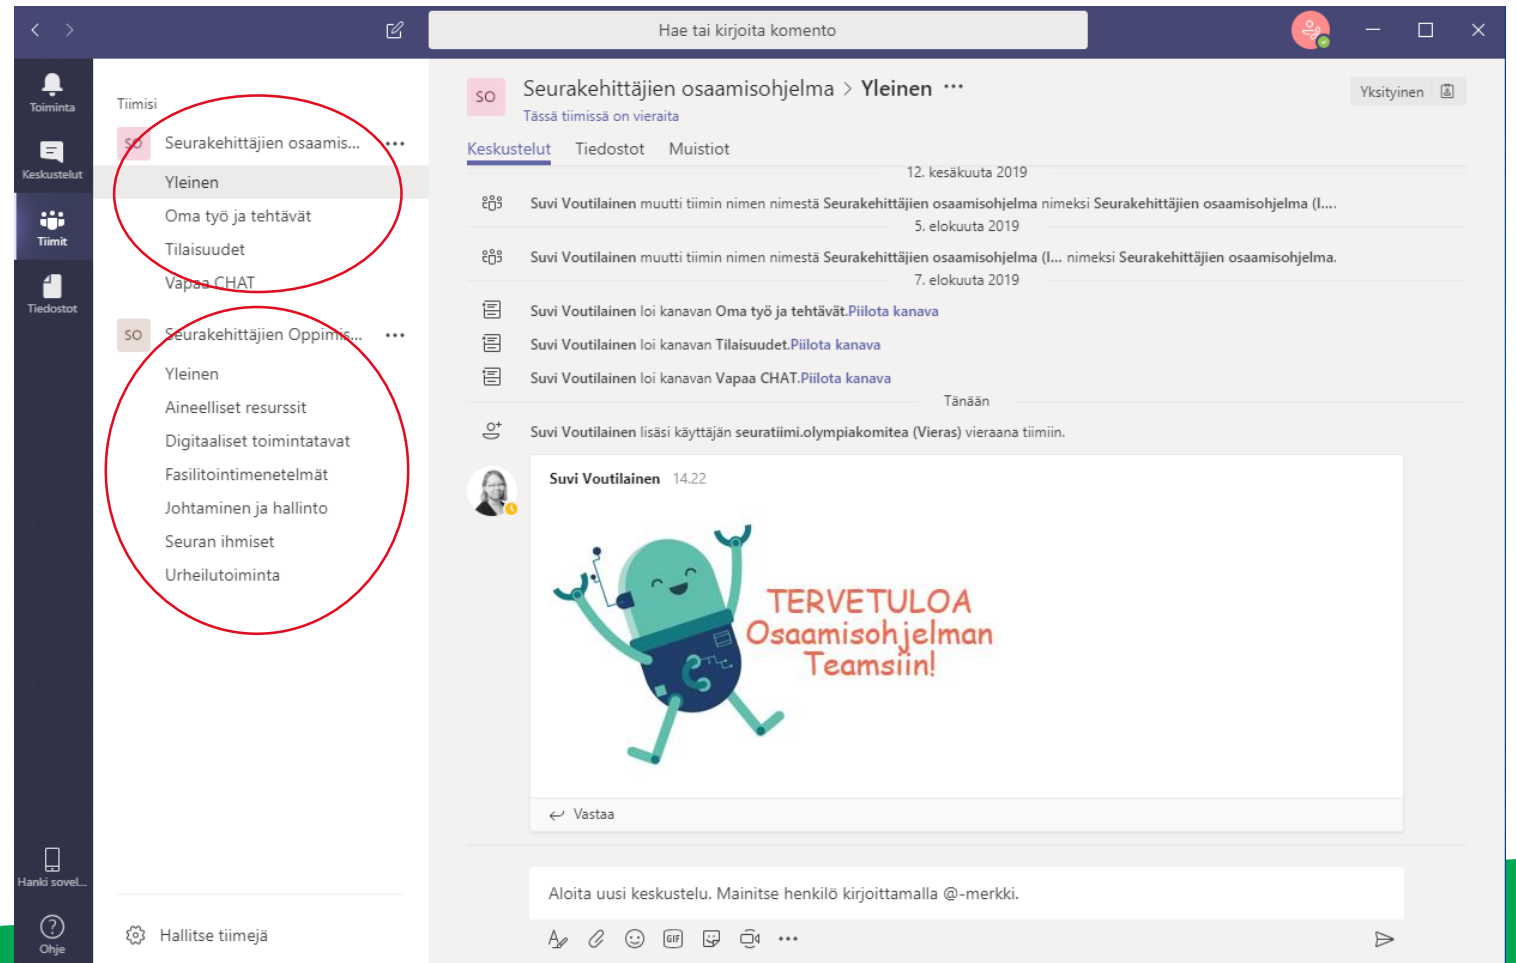 Hae tai kirjoita komento
Toiminta
Keskustelut
Tiimit
Tiedostot
Hanki sovel...
Ohje
Tiimisi
SO Seurakehittäjien osaamis... •••
Yleinen
Oma työ ja tehtävät
Tilaisuudet
Vapaa CHAT
SO Seurakehittäjien Oppimis... •••
Yleinen
Aineelliset resurssit
Digitaaliset toimintatavat
Fasilitointimenetelmät
Johtaminen ja hallinto
Seuran ihmiset
Urheilutoiminta
Hallitse tiimejä
SO Seurakehittäjien osaamisohjelma > Yleinen •••
Yksityinen
Tässä tiimissä on vieraita
Keskustelut Tiedostot Muistiot
12. kesäkuuta 2019
Suvi Voutilainen muutti tiimin nimen nimestä Seurakehittäjien osaamisohjelma nimeksi Seurakehittäjien osaamisohjelma (I....
5. elokuuta 2019
Suvi Voutilainen muutti tiimin nimen nimestä Seurakehittäjien osaamisohjelma (I... nimeksi Seurakehittäjien osaamisohjelma.
7. elokuuta 2019
Suvi Voutilainen loi kanavan Oma työ ja tehtävät.Piilota kanava
Suvi Voutilainen loi kanavan Tilaisuudet.Piilota kanava
Suvi Voutilainen loi kanavan Vapaa CHAT.Piilota kanava
Tänään
Suvi Voutilainen lisäsi käyttäjän seuratiimi.olympiakomitea (Vieras) vieraana tiimiin.
Suvi Voutilainen 14.22
TERVETULOA
Osaamisohjelman
Teamsiin!
Vastaa
Aloita uusi keskustelu. Mainitse henkilö kirjoittamalla @-merkki.
GIF •••